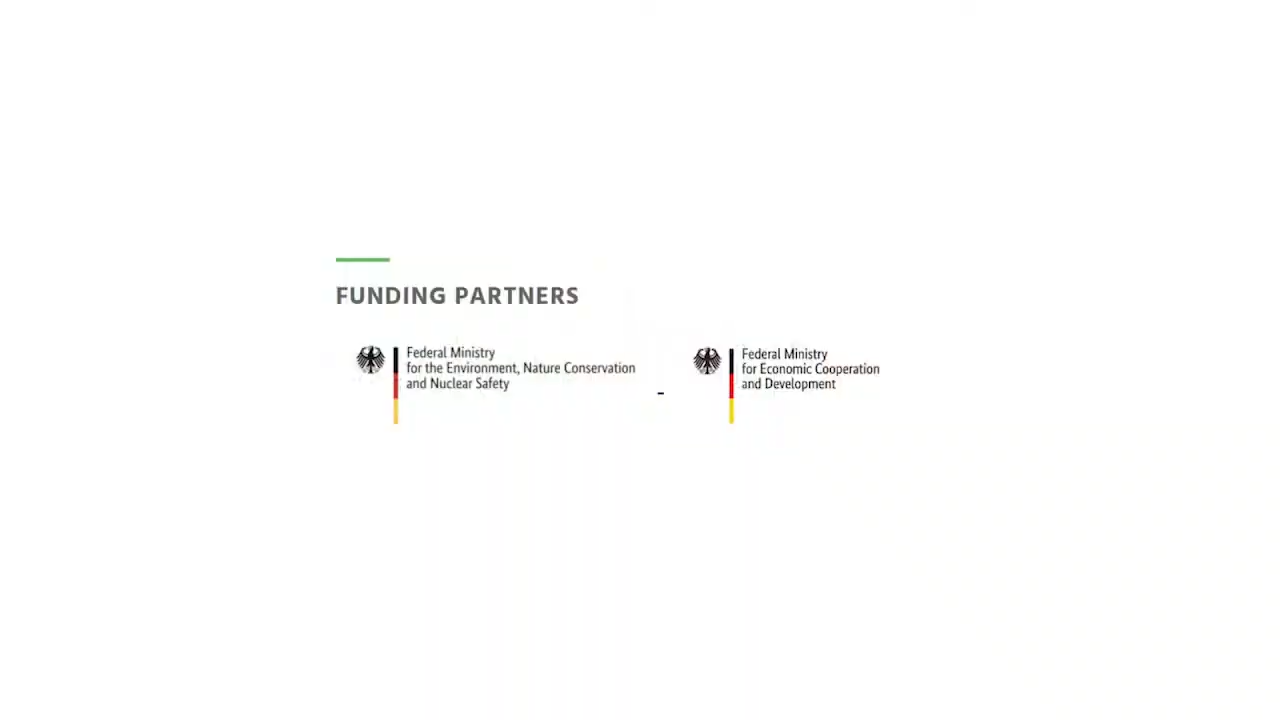 FUNDING PARTNERS
Federal Ministry
for the Environment, Nature Conservation
and Nuclear Safety
-
Federal Ministry
for Economic Cooperation
and Development